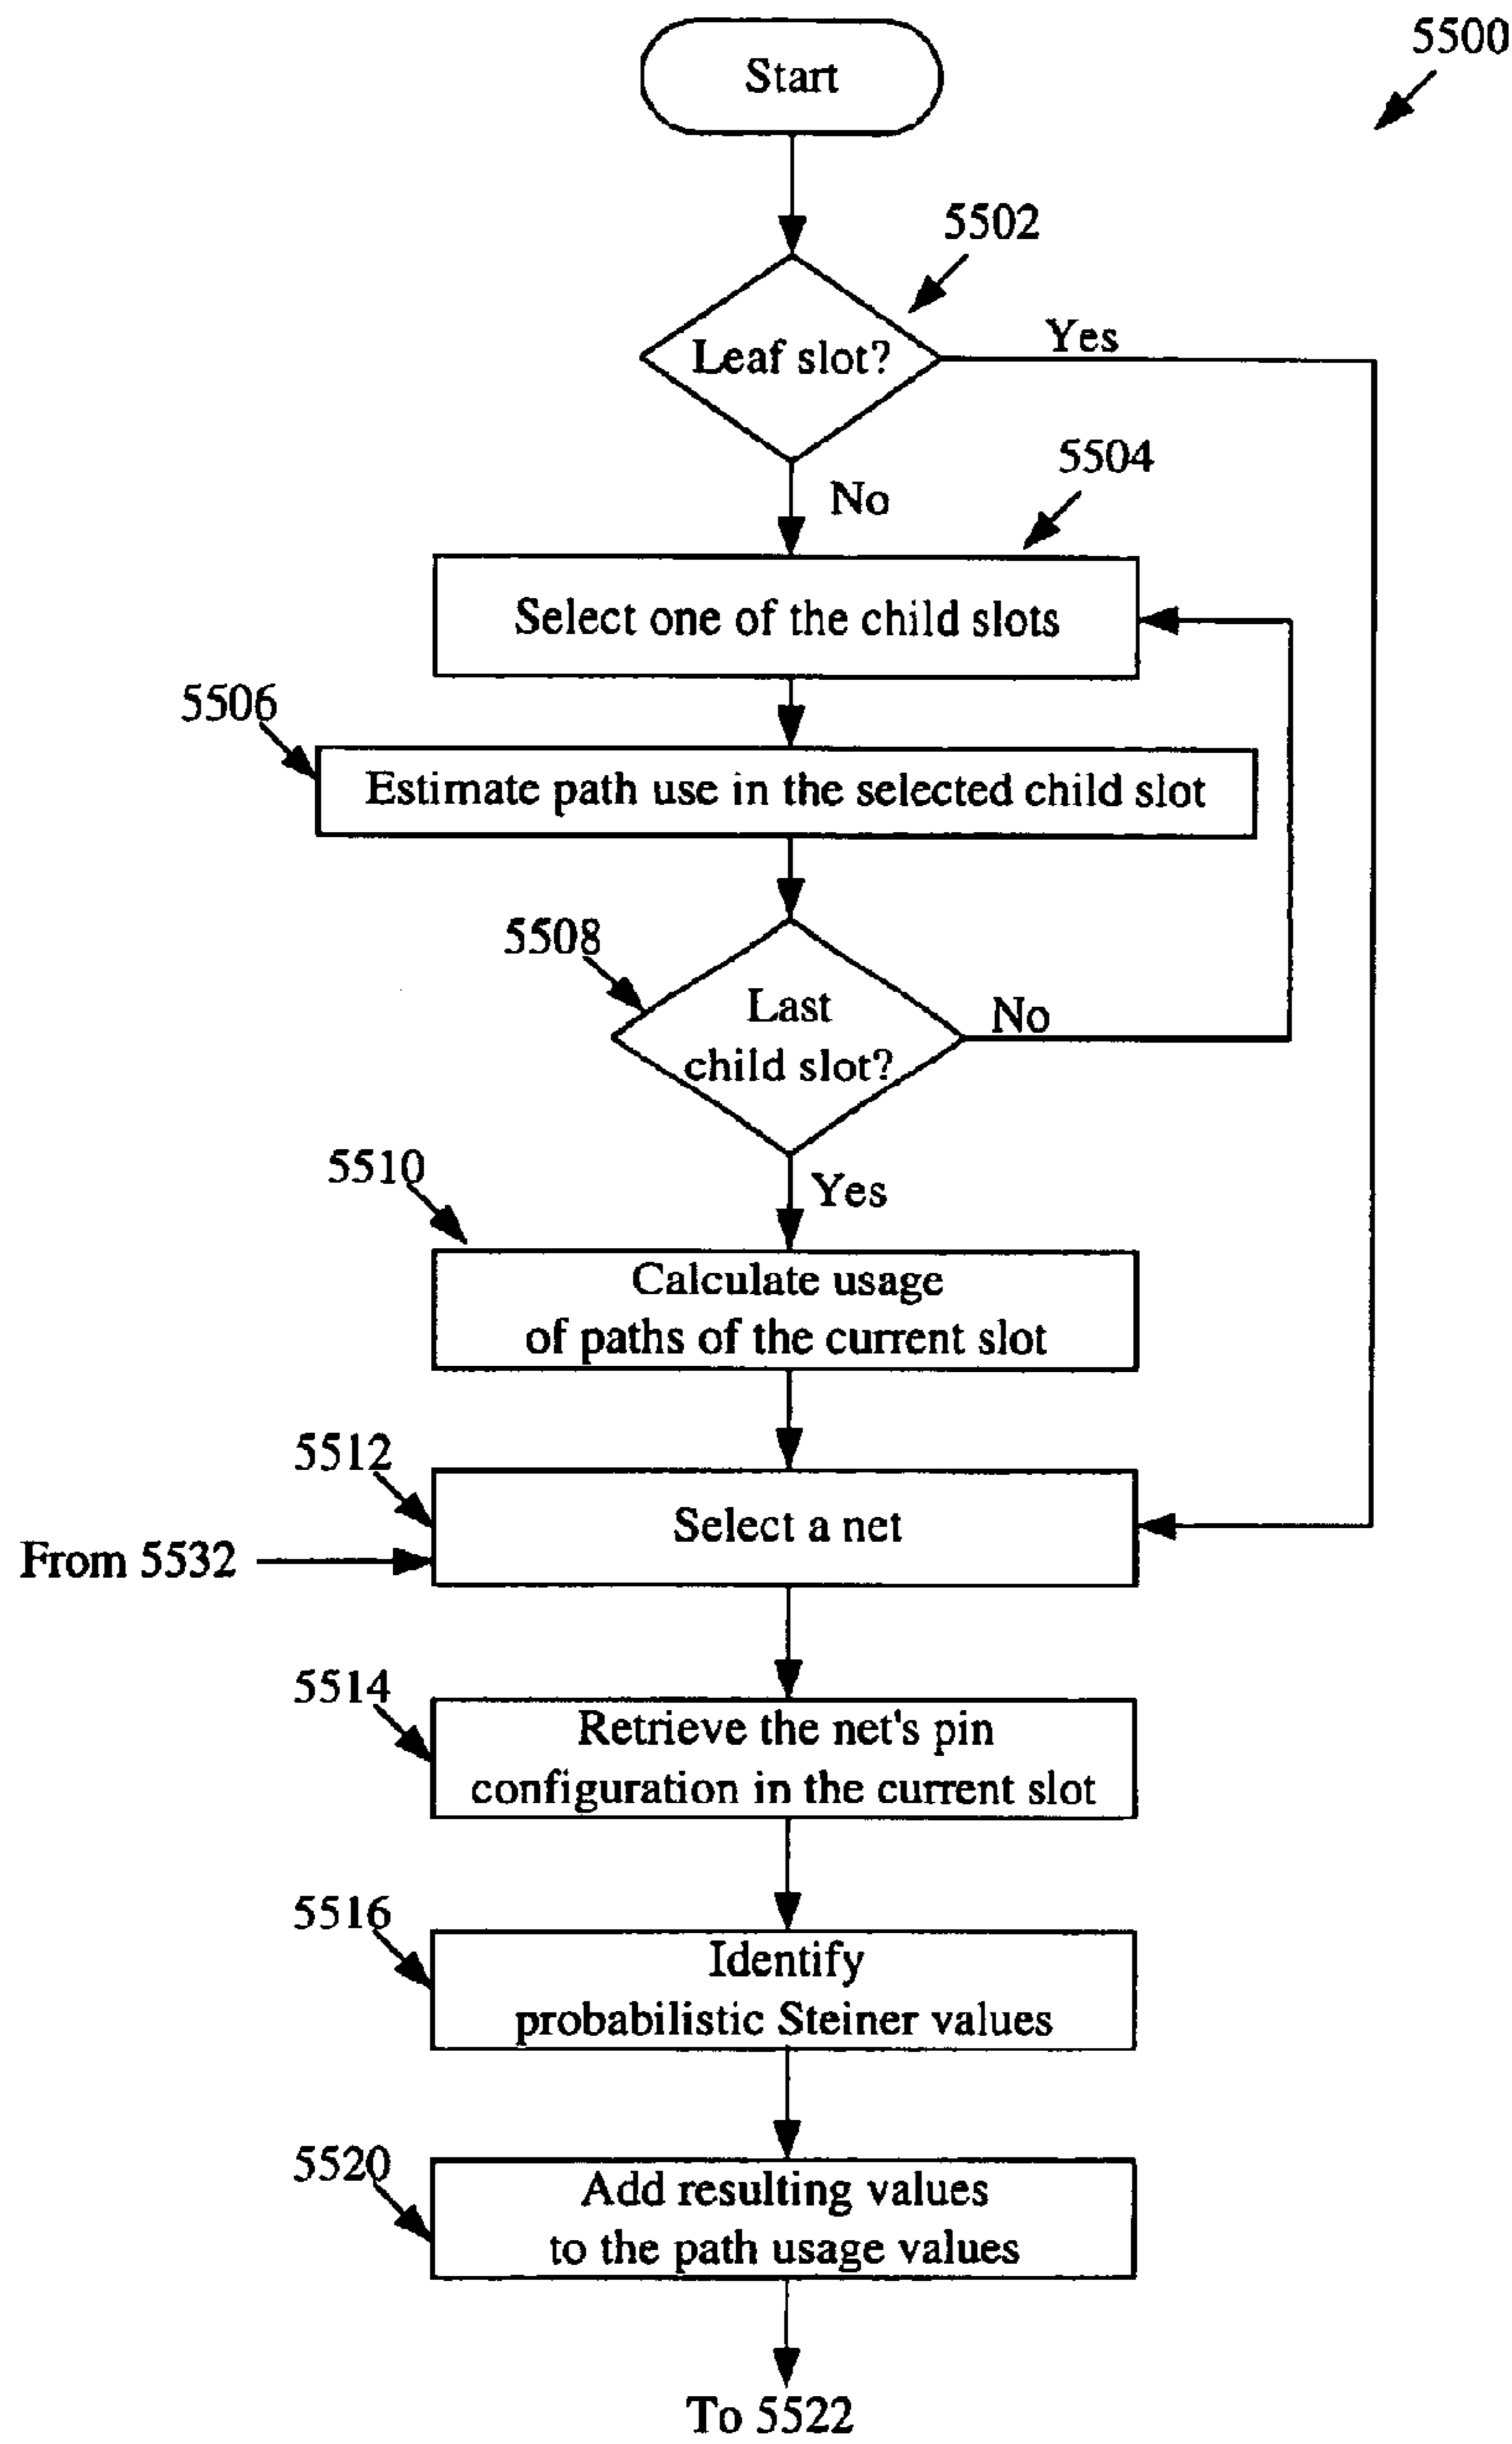 5500
Start
5502
Leaf slot?
Yes
No
5504
Select one of the child slots
5506
Estimate path use in the selected child slot
5508
Last
child slot?
No
Yes
5510
Calculate usage
of paths of the current slot
5512
Select a net
From 5532
5514
Retrieve the net's pin
configuration in the current slot
5516
Identify
probabilistic Steiner values
5520
Add resulting values
to the path usage values
To 5522